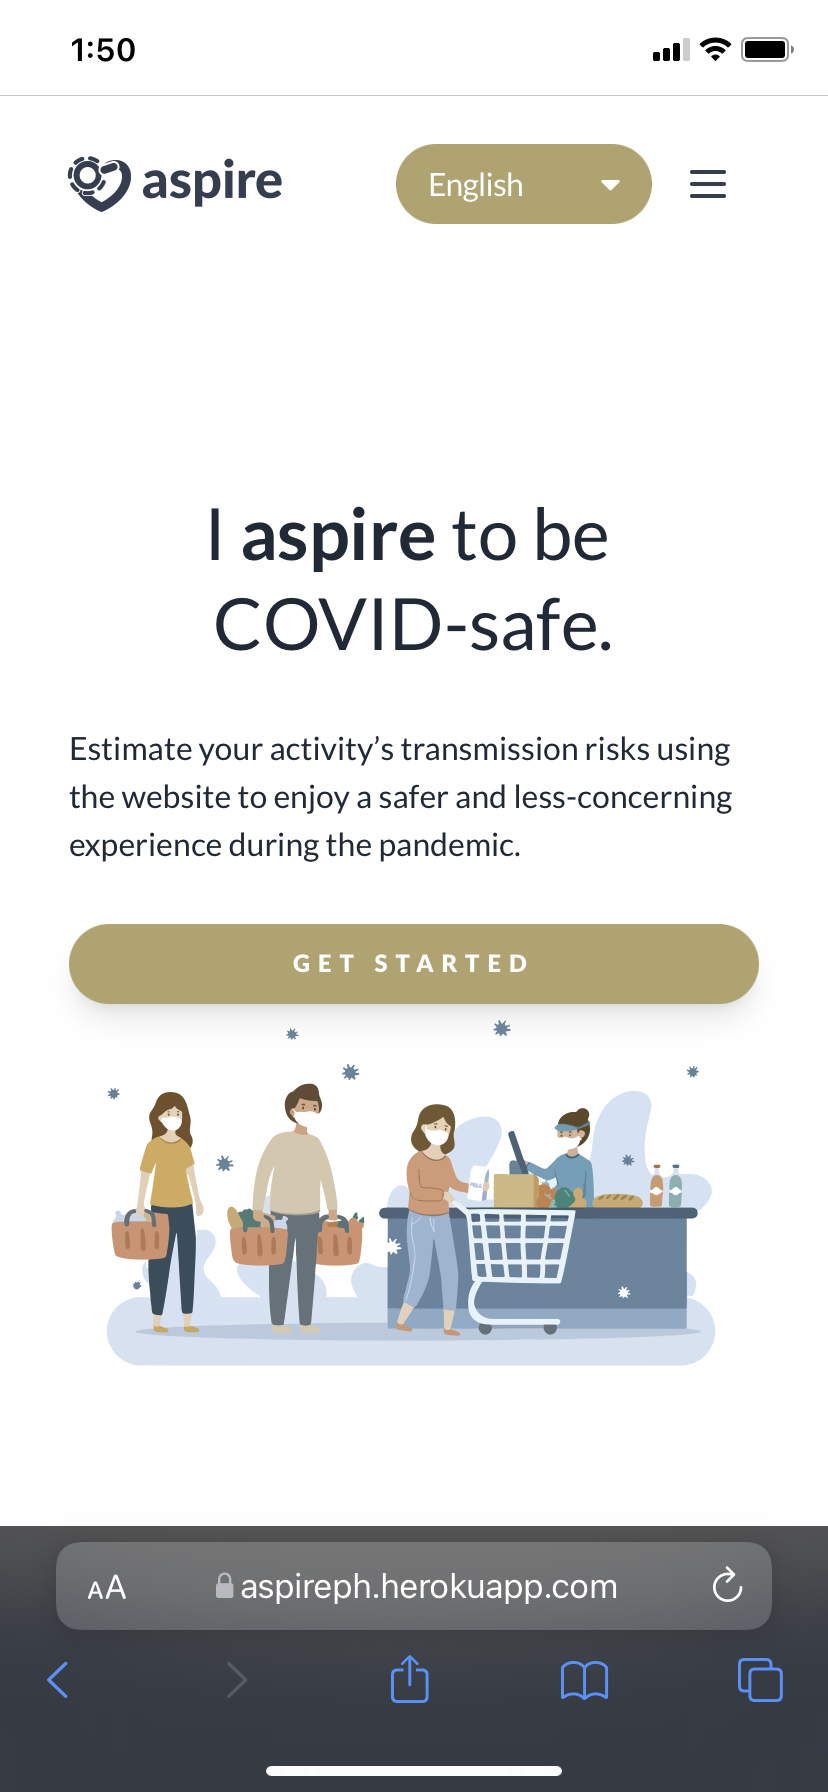 1:50
aspire
English
I aspire to be
COVID-safe.
Estimate your activity’s transmission risks using
the website to enjoy a safer and less-concerning
experience during the pandemic.
GET STARTED
AA
aspireph.herokuapp.com